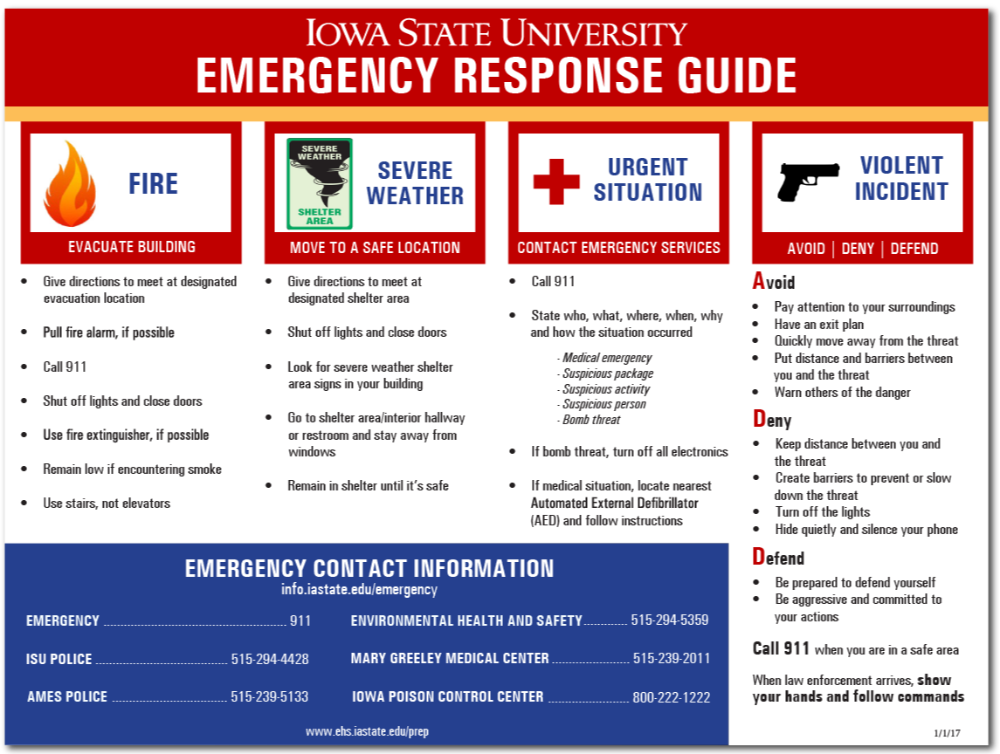 IOWA STATE UNIVERSITY
EMERGENCY RESPONSE GUIDE
FIRE
EVACUATE BUILDING
• Give directions to meet at designated
evacuation location
• Pull fire alarm, if possible
• Call 911
• Shut off lights and close doors
• Use fire extinguisher, if possible
• Remain low if encountering smoke
• Use stairs, not elevators
SEVERE
WEATHER
SHELTER
AREA
SEVERE
WEATHER
MOVE TO A SAFE LOCATION
• Give directions to meet at
designated shelter area
• Shut off lights and close doors
• Look for severe weather shelter
area signs in your building
• Go to shelter area/interior hallway
or restroom and stay away from
windows
• Remain in shelter until it's safe
URGENT
SITUATION
CONTACT EMERGENCY SERVICES
• Call 911
• State who, what, where, when, why
and how the situation occurred
- Medical emergency
- Suspicious package
- Suspicious activity
- Suspicious person
- Bomb threat
• If bomb threat, turn off all electronics
• If medical situation, locate nearest
Automated External Defibrillator
(AED) and follow instructions
VIOLENT
INCIDENT
AVOID | DENY | DEFEND
Avoid
• Pay attention to your surroundings
• Have an exit plan
• Quickly move away from the threat
• Put distance and barriers between
you and the threat
• Warn others of the danger
Deny
• Keep distance between you and
the threat
• Create barriers to prevent or slow
down the threat
• Turn off the lights
• Hide quietly and silence your phone
Defend
• Be prepared to defend yourself
• Be aggressive and committed to
your actions
Call 911 when you are in a safe area
When law enforcement arrives, show
your hands and follow commands
1/1/17
EMERGENCY CONTACT INFORMATION
info.iastate.edu/emergency
EMERGENCY 911
ISU POLICE 515-294-4428
AMES POLICE 515-239-5133
ENVIRONMENTAL HEALTH AND SAFETY 515-294-5359
MARY GREELEY MEDICAL CENTER 515-239-2011
IOWA POISON CONTROL CENTER 800-222-1222
www.ehs.iastate.edu/prep